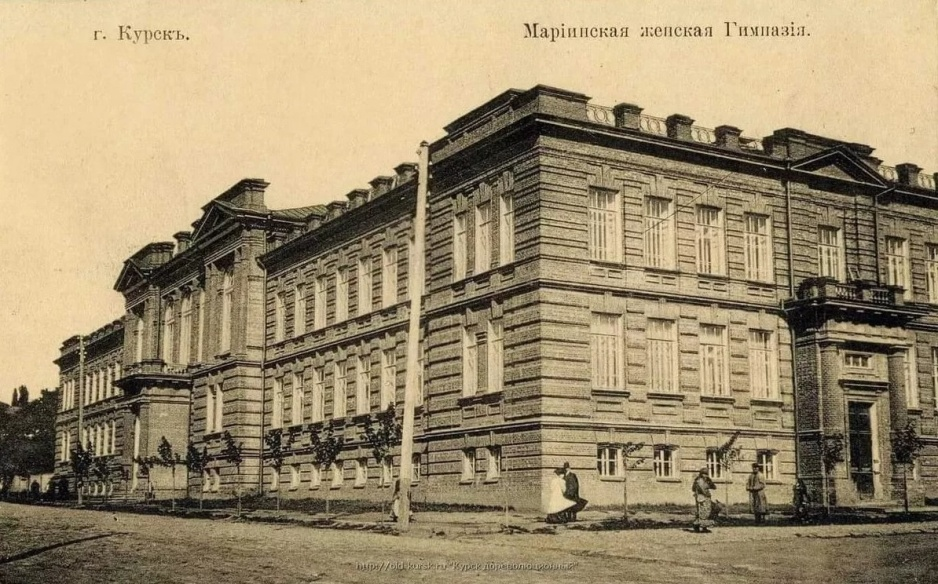 г. Курскъ.
Маріинская женская Гимназія.
http://old-kursk.ru "Курск дореволюционный"